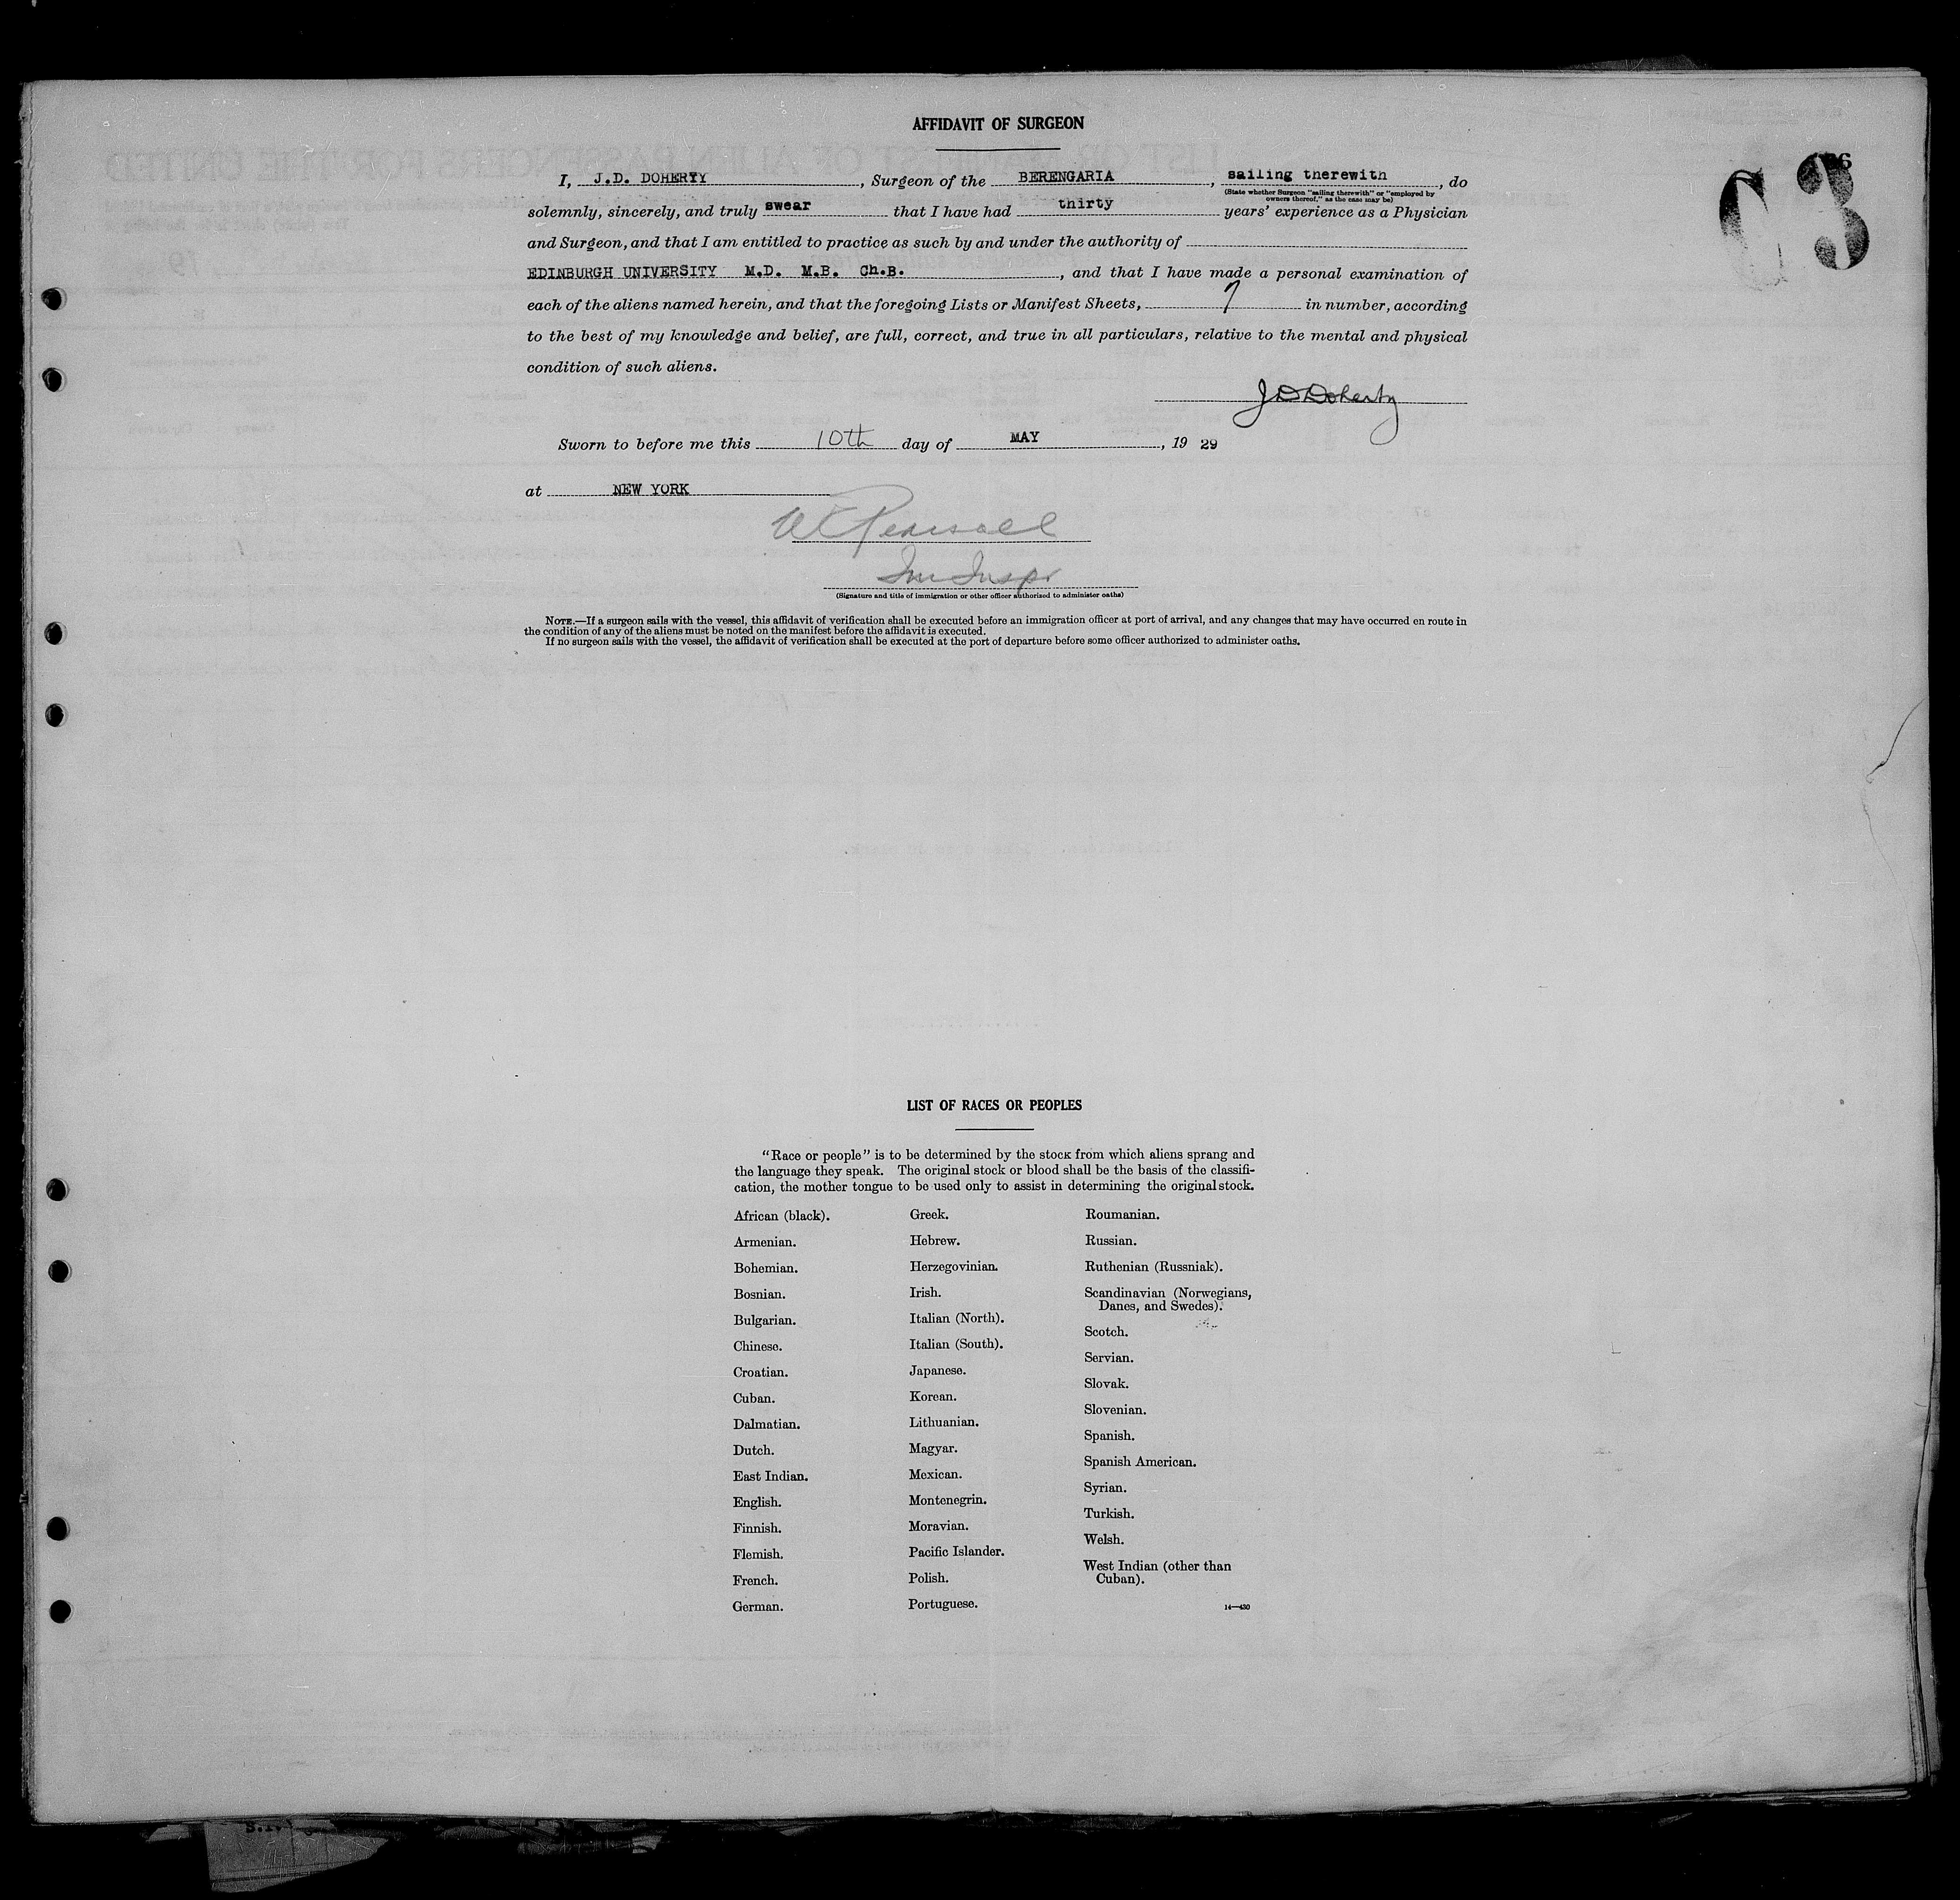 AFFIDAVIT OF SURGEON
I, J.D. DOHERTY, Surgeon of the BERENGARIA, sailing therewith, do
(State whether Surgeon "sailing therewith" or "employed by
owners thereof," as the case may be)
solemnly, sincerely, and truly swear that I have had thirty years' experience as a Physician
and Surgeon, and that I am entitled to practice as such by and under the authority of
EDINBURGH UNIVERSITY M.D. M.B. Ch.B., and that I have made a personal examination of
each of the aliens named herein, and that the foregoing Lists or Manifest Sheets, 7 in number, according
to the best of my knowledge and belief, are full, correct, and true in all particulars, relative to the mental and physical
condition of such aliens.
J D Doherty
Sworn to before me this 10th day of MAY, 19 29
at NEW YORK
Imm Inspr
(Signature and title of immigration or other officer authorized to administer oaths)
NOTE.—If a surgeon sails with the vessel, this affidavit of verification shall be executed before an immigration officer at port of arrival, and any changes that may have occurred en route in
the condition of any of the aliens must be noted on the manifest before the affidavit is executed.
If no surgeon sails with the vessel, the affidavit of verification shall be executed at the port of departure before some officer authorized to administer oaths.
C3
LIST OF RACES OR PEOPLES
"Race or people" is to be determined by the stock from which aliens sprang and
the language they speak. The original stock or blood shall be the basis of the classifi-
cation, the mother tongue to be used only to assist in determining the original stock.
African (black).
Armenian.
Bohemian.
Bosnian.
Bulgarian.
Chinese.
Croatian.
Cuban.
Dalmatian.
Dutch.
East Indian.
English.
Finnish.
Flemish.
French.
German.
Greek.
Hebrew.
Herzegovinian.
Irish.
Italian (North).
Italian (South).
Japanese.
Korean.
Lithuanian.
Magyar.
Mexican.
Montenegrin.
Moravian.
Pacific Islander.
Polish.
Portuguese.
Roumanian.
Russian.
Ruthenian (Russniak).
Scandinavian (Norwegians,
Danes, and Swedes).
Scotch.
Servian.
Slovak.
Slovenian.
Spanish.
Spanish American.
Syrian.
Turkish.
Welsh.
West Indian (other than
Cuban).
14—430